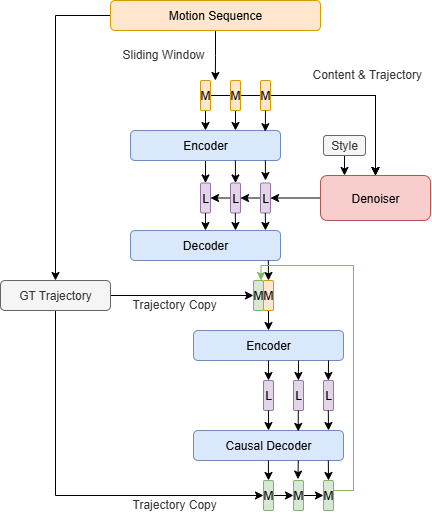 Motion Sequence
Sliding Window
Content & Trajectory
M M M
Encoder
Style
L L L
Denoiser
Decoder
GT Trajectory
MM
Trajectory Copy
Encoder
L L L
Causal Decoder
M M M
Trajectory Copy